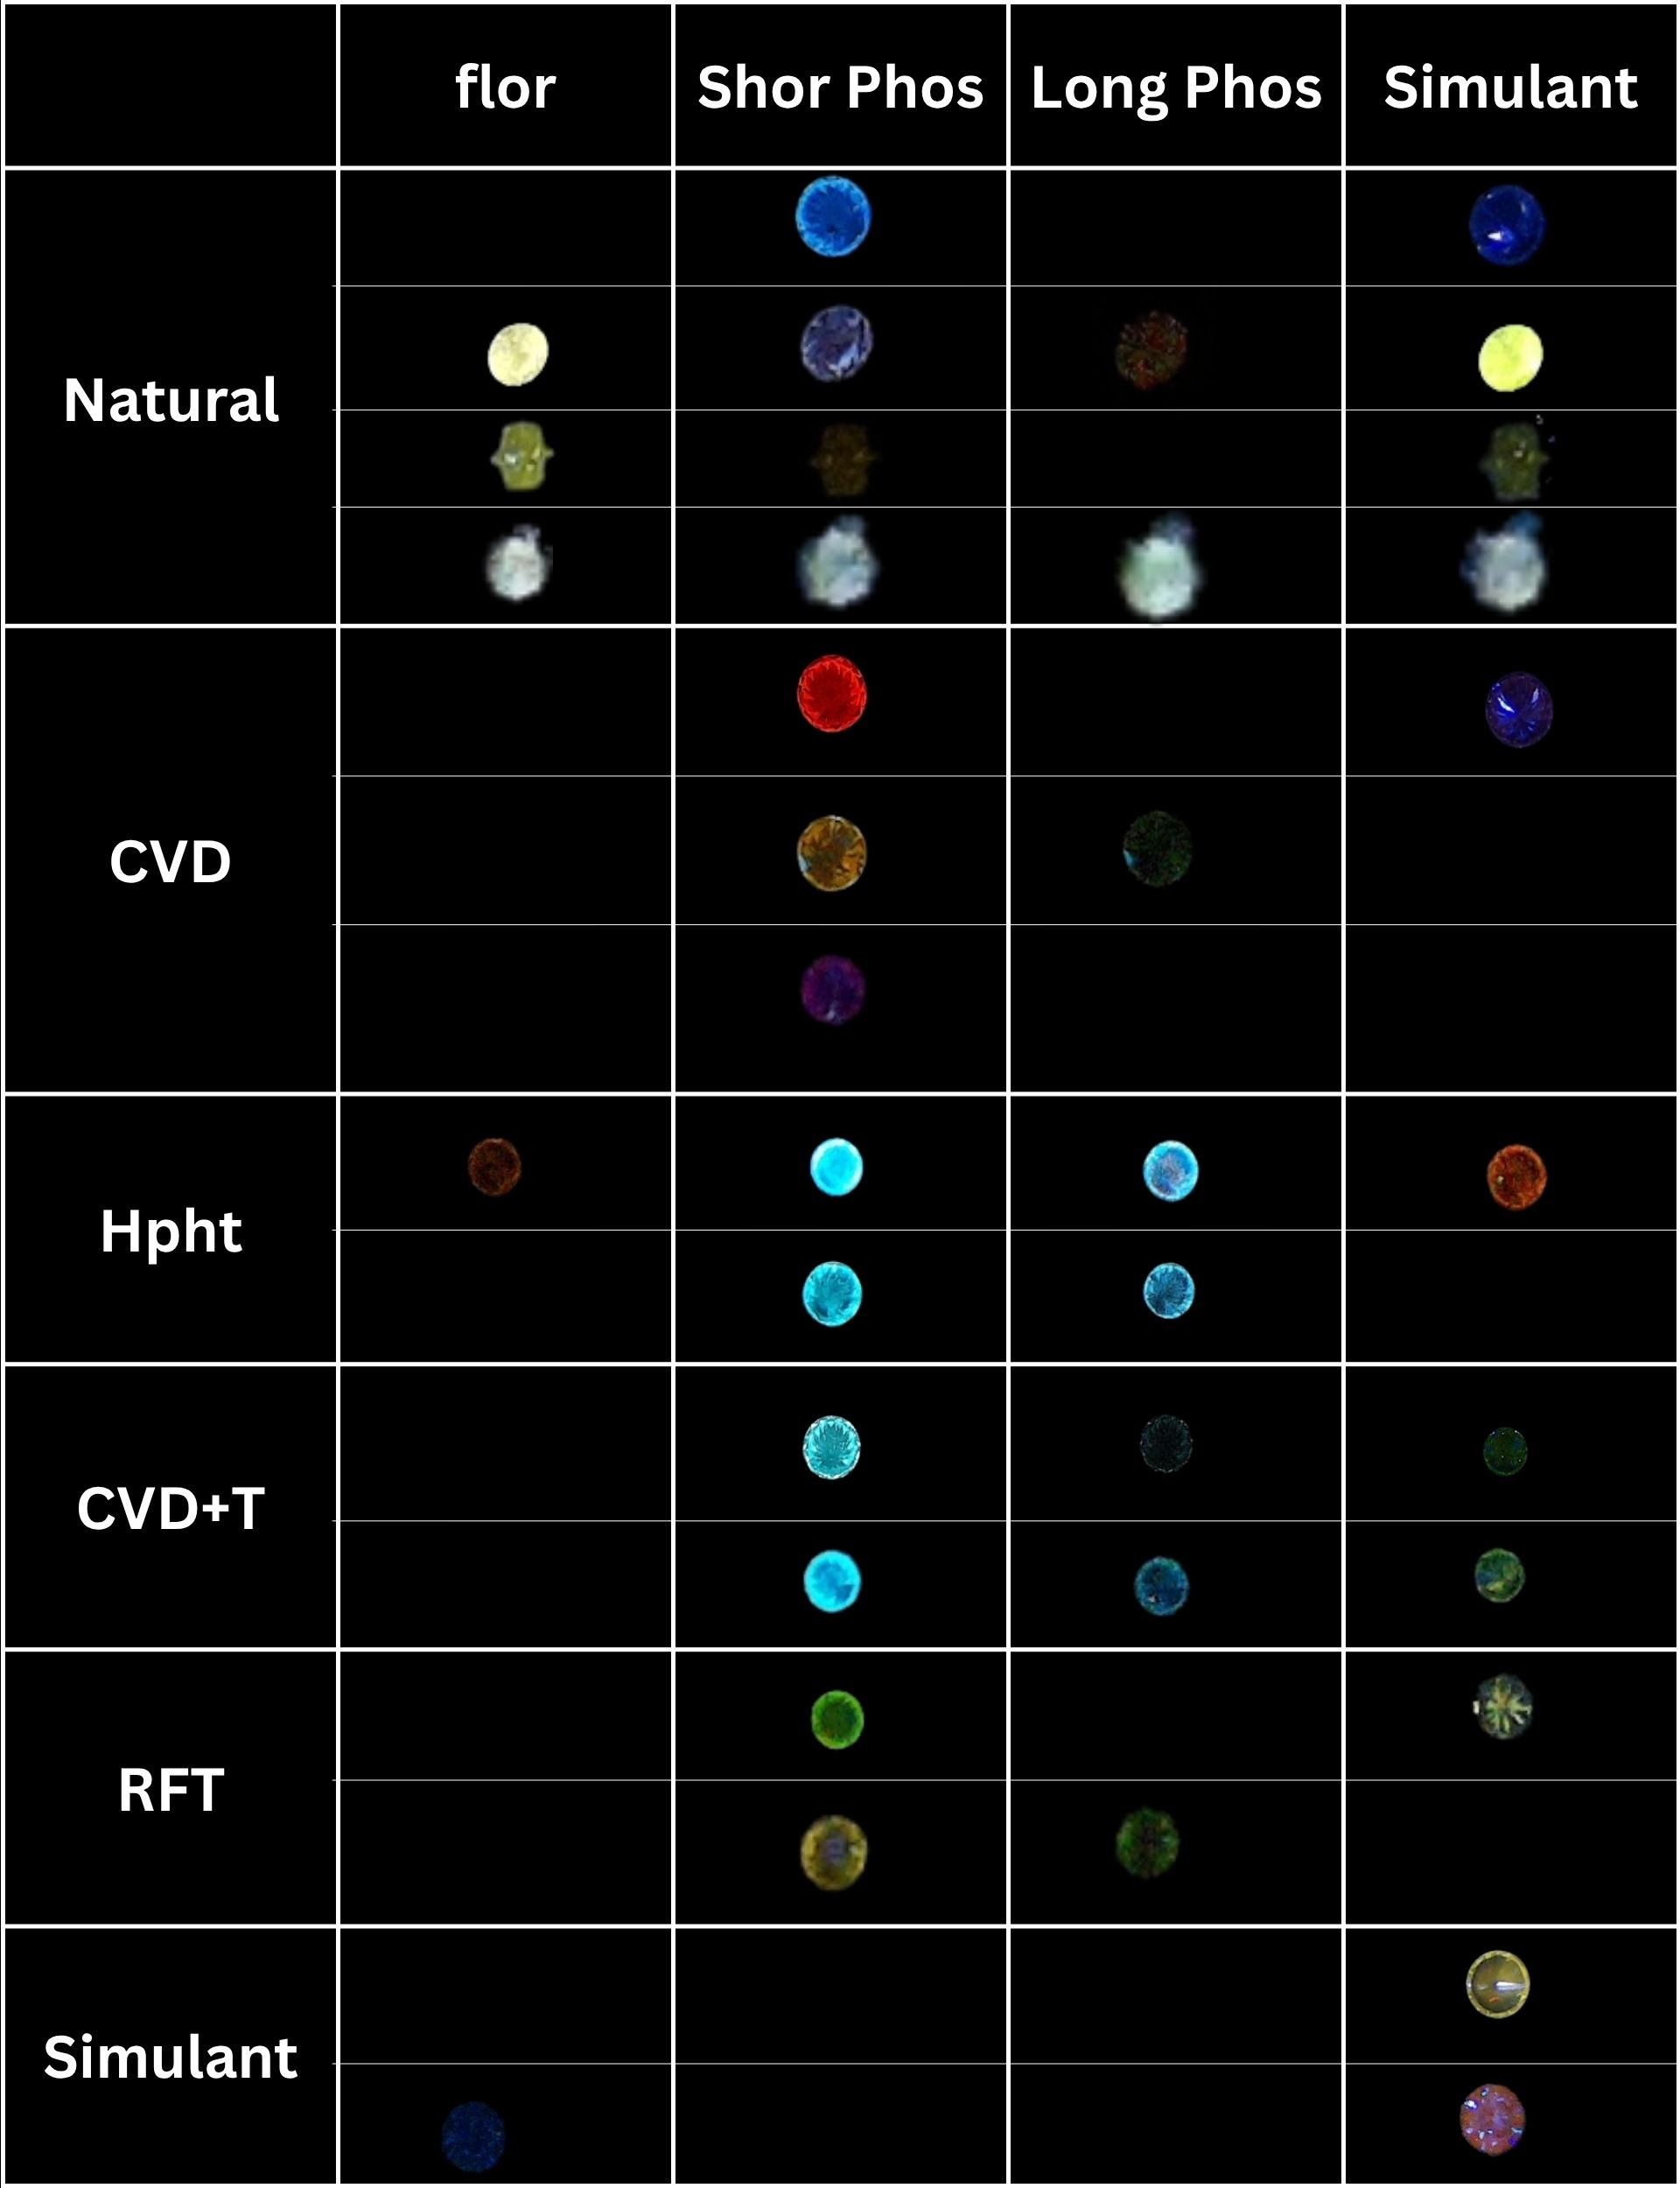 flor
Shor Phos
Long Phos
Simulant
Natural
CVD
Hpht
CVD+T
RFT
Simulant